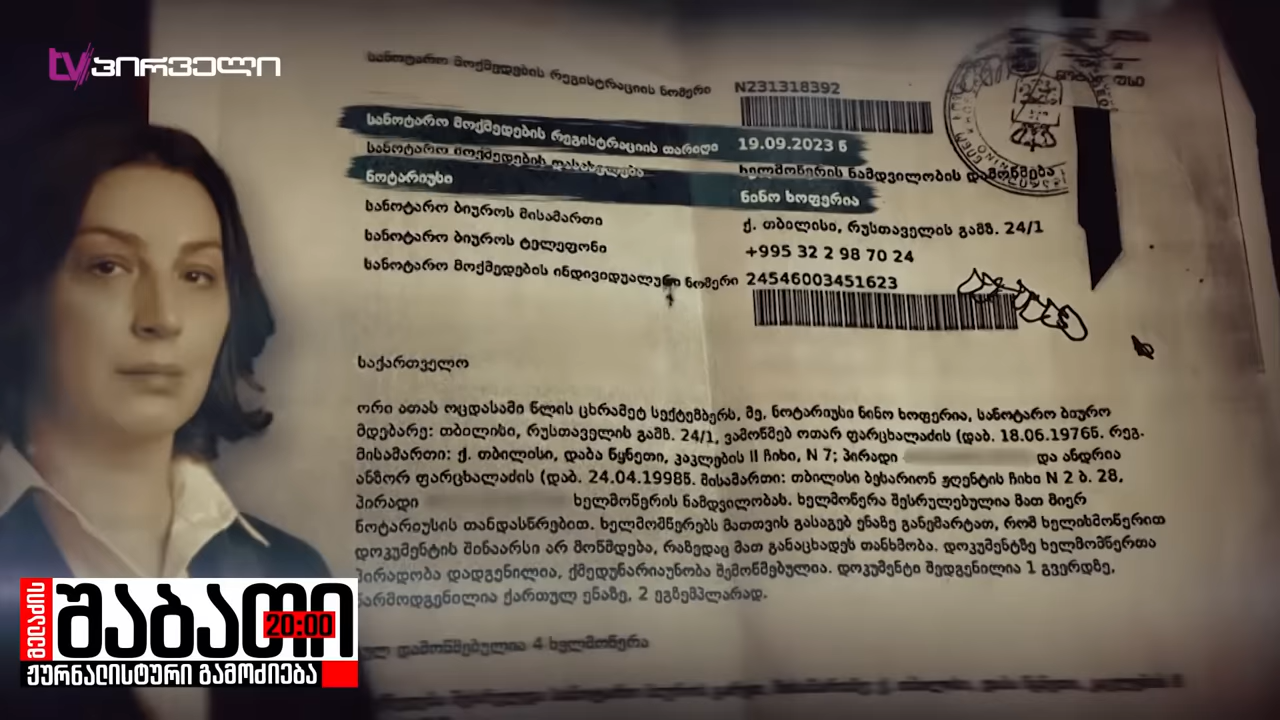 tv პირველი
სანოტარო მოქმედების რეგისტრაციის ნომერი N231318392
სანოტარო მოქმედების რეგისტრაციის თარიღი 19.09.2023 წ
სანოტარო მოქმედების დასახელება ხელმოწერის ნამდვილობის დამოწმება
ნოტარიუსი ნინო ხოფერია
სანოტარო ბიუროს მისამართი ქ. თბილისი, რუსთაველის გამზ. 24/1
სანოტარო ბიუროს ტელეფონი +995 32 2 98 70 24
სანოტარო მოქმედების ინდივიდუალური ნომერი 24546003451623
საქართველო
ორი ათას ოცდასამი წლის ცხრამეტ სექტემბერს, მე, ნოტარიუსი ნინო ხოფერია, სანოტარო ბიურო
მდებარე: თბილისი, რუსთაველის გამზ. 24/1, ვამოწმებ ოთარ ფარცხალაძის (დაბ. 18.06.1976წ. რეგ.
მისამართი: ქ. თბილისი, დაბა წყნეთი, კაკლების II ჩიხი, N 7; პირადი და ანდრია
ანზორ ფარცხალაძის (დაბ. 24.04.1998წ. მისამართი: თბილისი ბესარიონ ჟღენტის ჩიხი N 2 ბ. 28,
პირადი ხელმოწერის ნამდვილობას. ხელმოწერა შესრულებულია მათ მიერ
ნოტარიუსის თანდასწრებით. ხელმომწერებს მათთვის გასაგებ ენაზე განემარტათ, რომ ხელისმოწერით
დოკუმენტის შინაარსი არ მოწმდება, რაზედაც მათ განაცხადეს თანხმობა. დოკუმენტზე ხელმომწერთა
პირადობა დადგენილია, ქმედუნარიაუნობა შემოწმებულია. დოკუმენტი შედგენილია 1 გვერდზე,
წარმოდგენილია ქართულ ენაზე, 2 ეგზემპლარად.
დამოწმებულია 4 ხელმოწერა
მელაძის
შაბათი
20:00
ჟურნალისტური გამოძიება